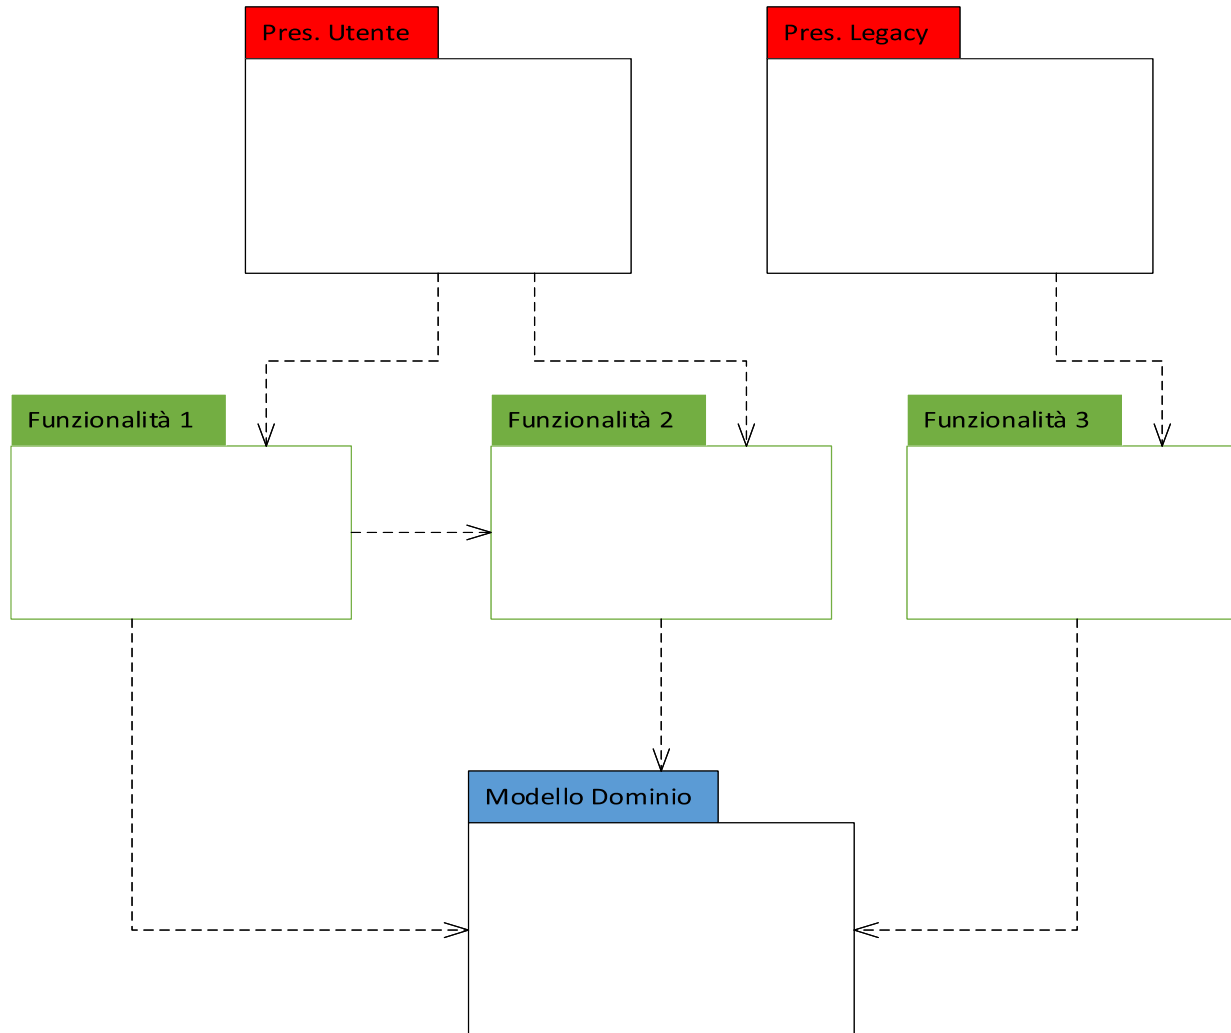 Pres. Utente
Pres. Legacy
Funzionalità 1
Funzionalità 2
Funzionalità 3
Modello Dominio